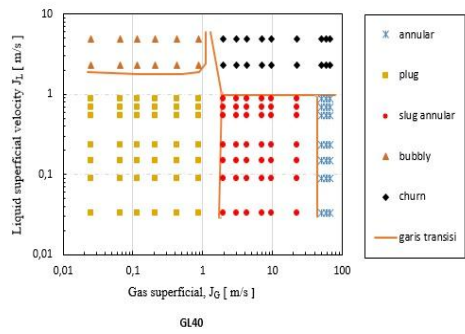 Liquid superficial velocity J_L [ m/s ]
10
1
0,1
0,01
0,01 0,1 1 10 100
Gas superficial, J_G [ m/s ]
GL40
annular
plug
slug annular
bubbly
churn
garis transisi